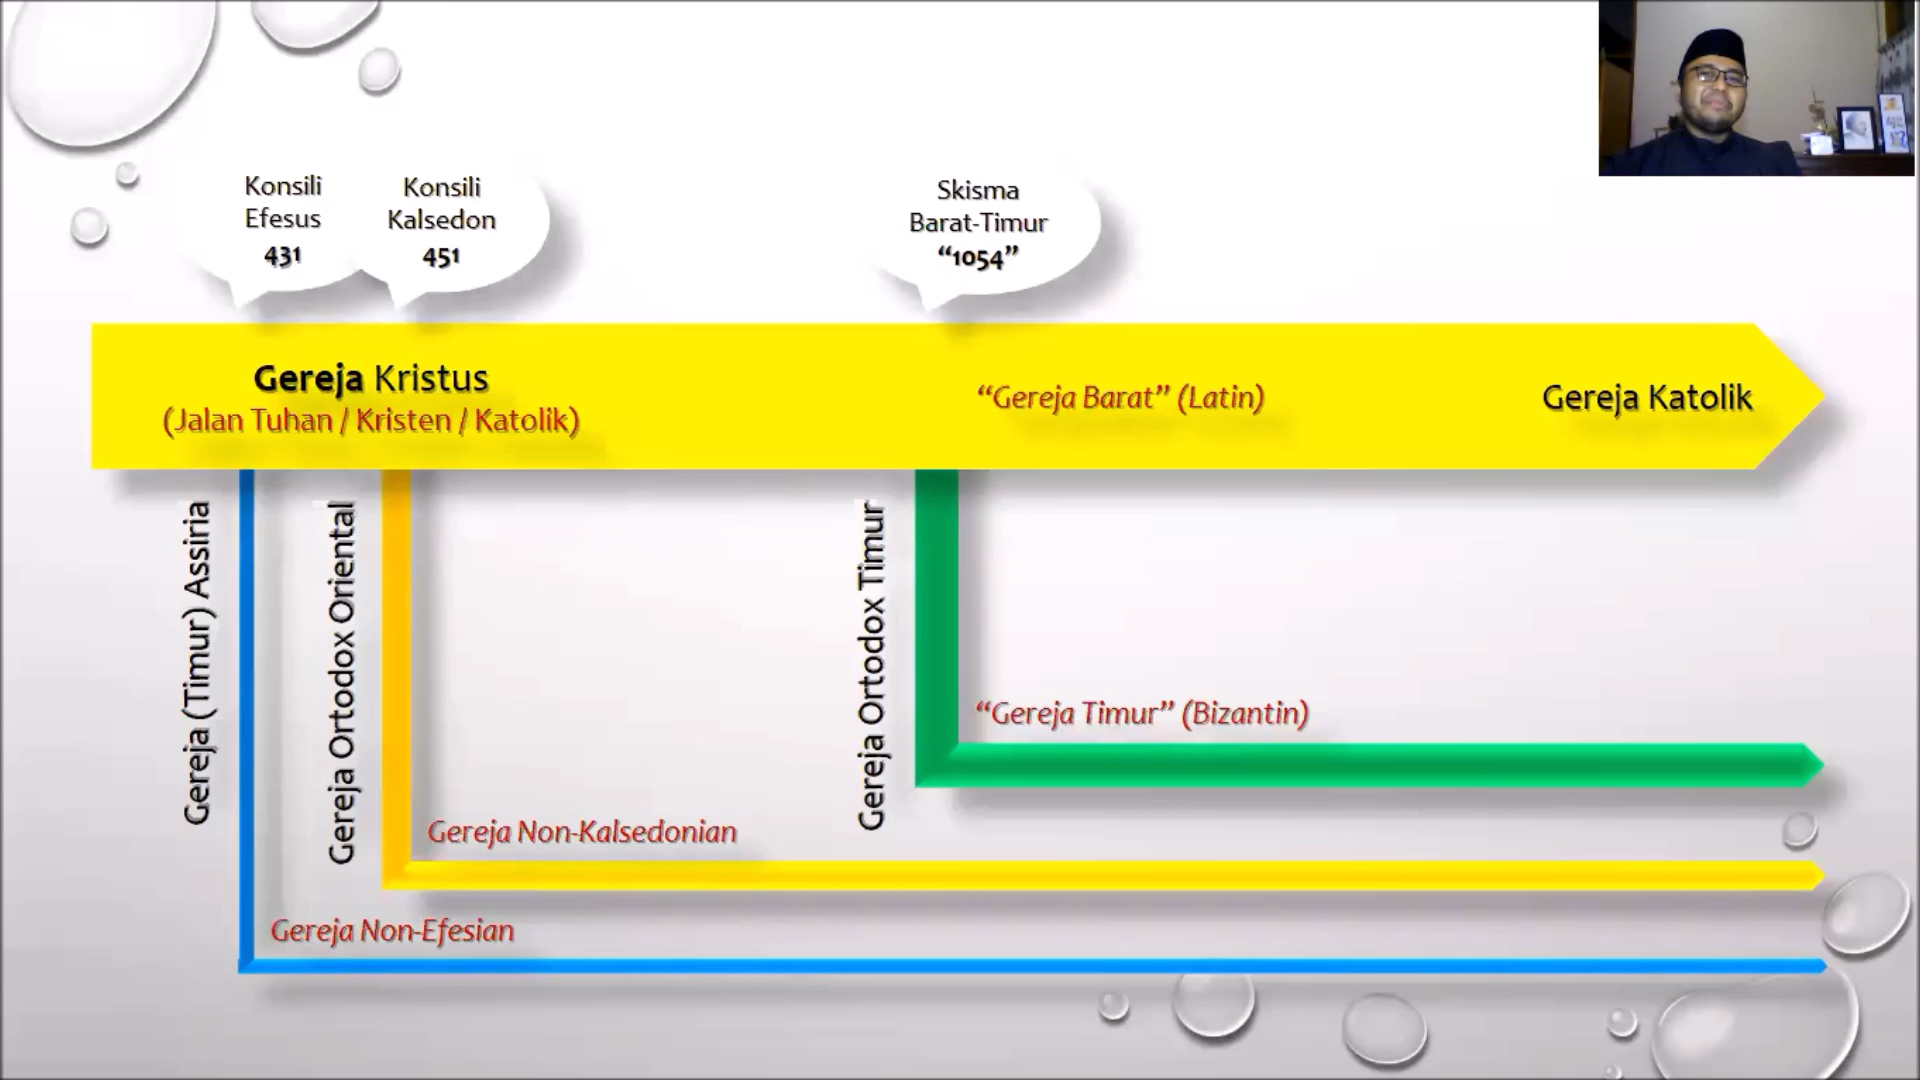 Konsili
Efesus
431
Konsili
Kalsedon
451
Skisma
Barat-Timur
“1054”
Gereja Kristus
(Jalan Tuhan / Kristen / Katolik)
“Gereja Barat” (Latin)
Gereja Katolik
Gereja (Timur) Assiria
Gereja Ortodox Oriental
Gereja Ortodox Timur
“Gereja Timur” (Bizantin)
Gereja Non-Kalsedonian
Gereja Non-Efesian